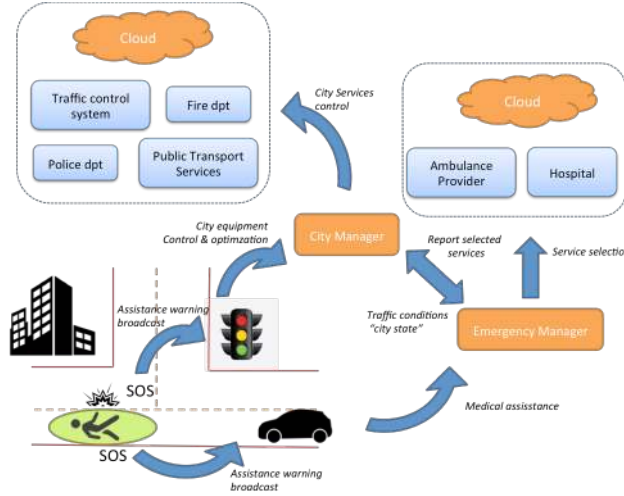 Cloud
Traffic control
system
Fire dpt
Police dpt
Public Transport
Services
City Services
control
Cloud
Ambulance
Provider
Hospital
City equipment
Control & optimzation
City Manager
Report selected
services
Service selectio
Assistance warning
broadcast
Traffic conditions
"city state"
Emergency Manager
SOS
Medical assisstance
SOS
Assistance warning
broadcast